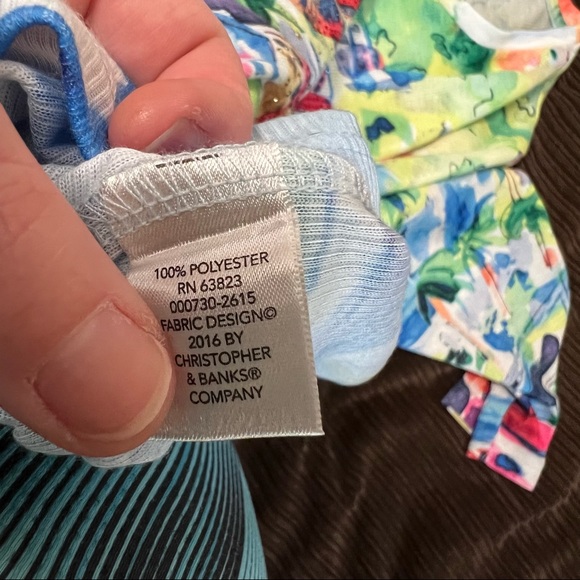 100% POLYESTER
RN 63823
000730-2615
FABRIC DESIGN©
2016 BY
CHRISTOPHER
& BANKS®
COMPANY